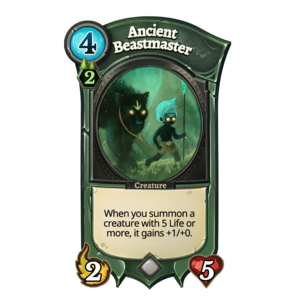 4
Ancient
Beastmaster
2
Creature
When you summon a
creature with 5 Life or
more, it gains +1/+0.
2
5